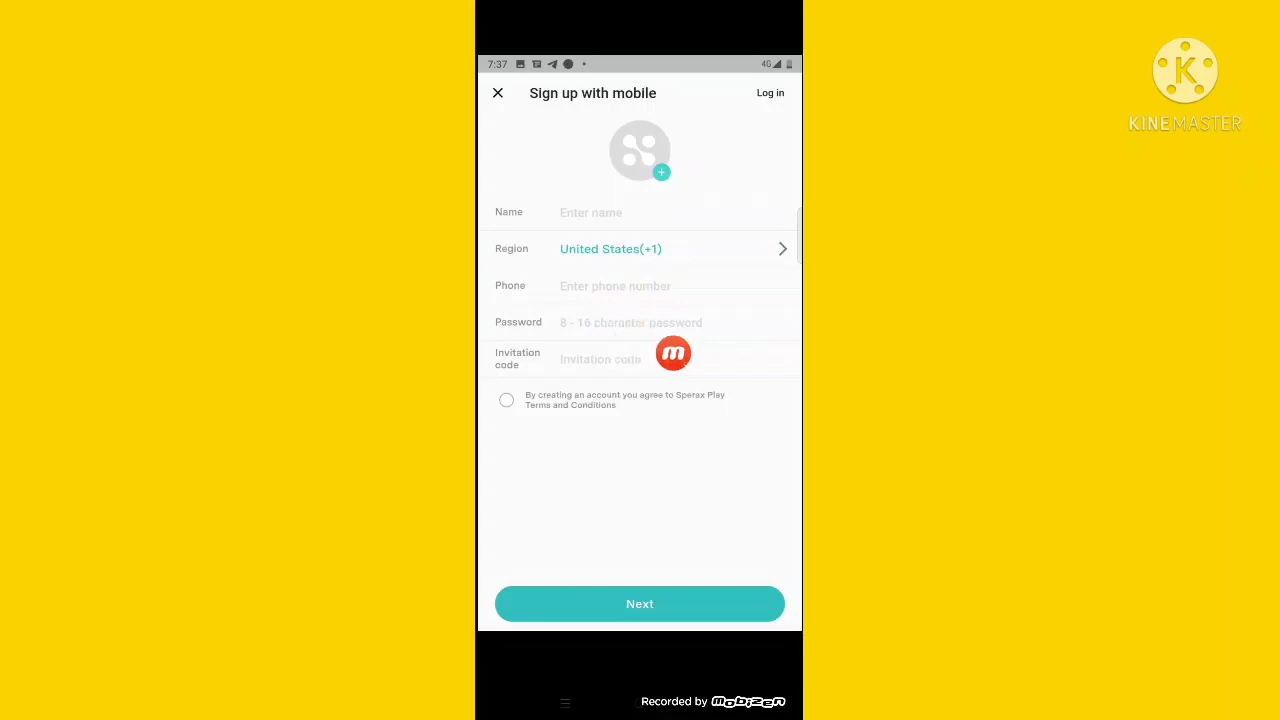 7:37
4G
Sign up with mobile
Log in
Name
Enter name
Region
United States(+1)
Phone
Enter phone number
Password
8 - 16 character password
Invitation
code
Invitation code
m
By creating an account you agree to Sperax Play
Terms and Conditions
Next
Recorded by mobizen
K
KINEMASTER